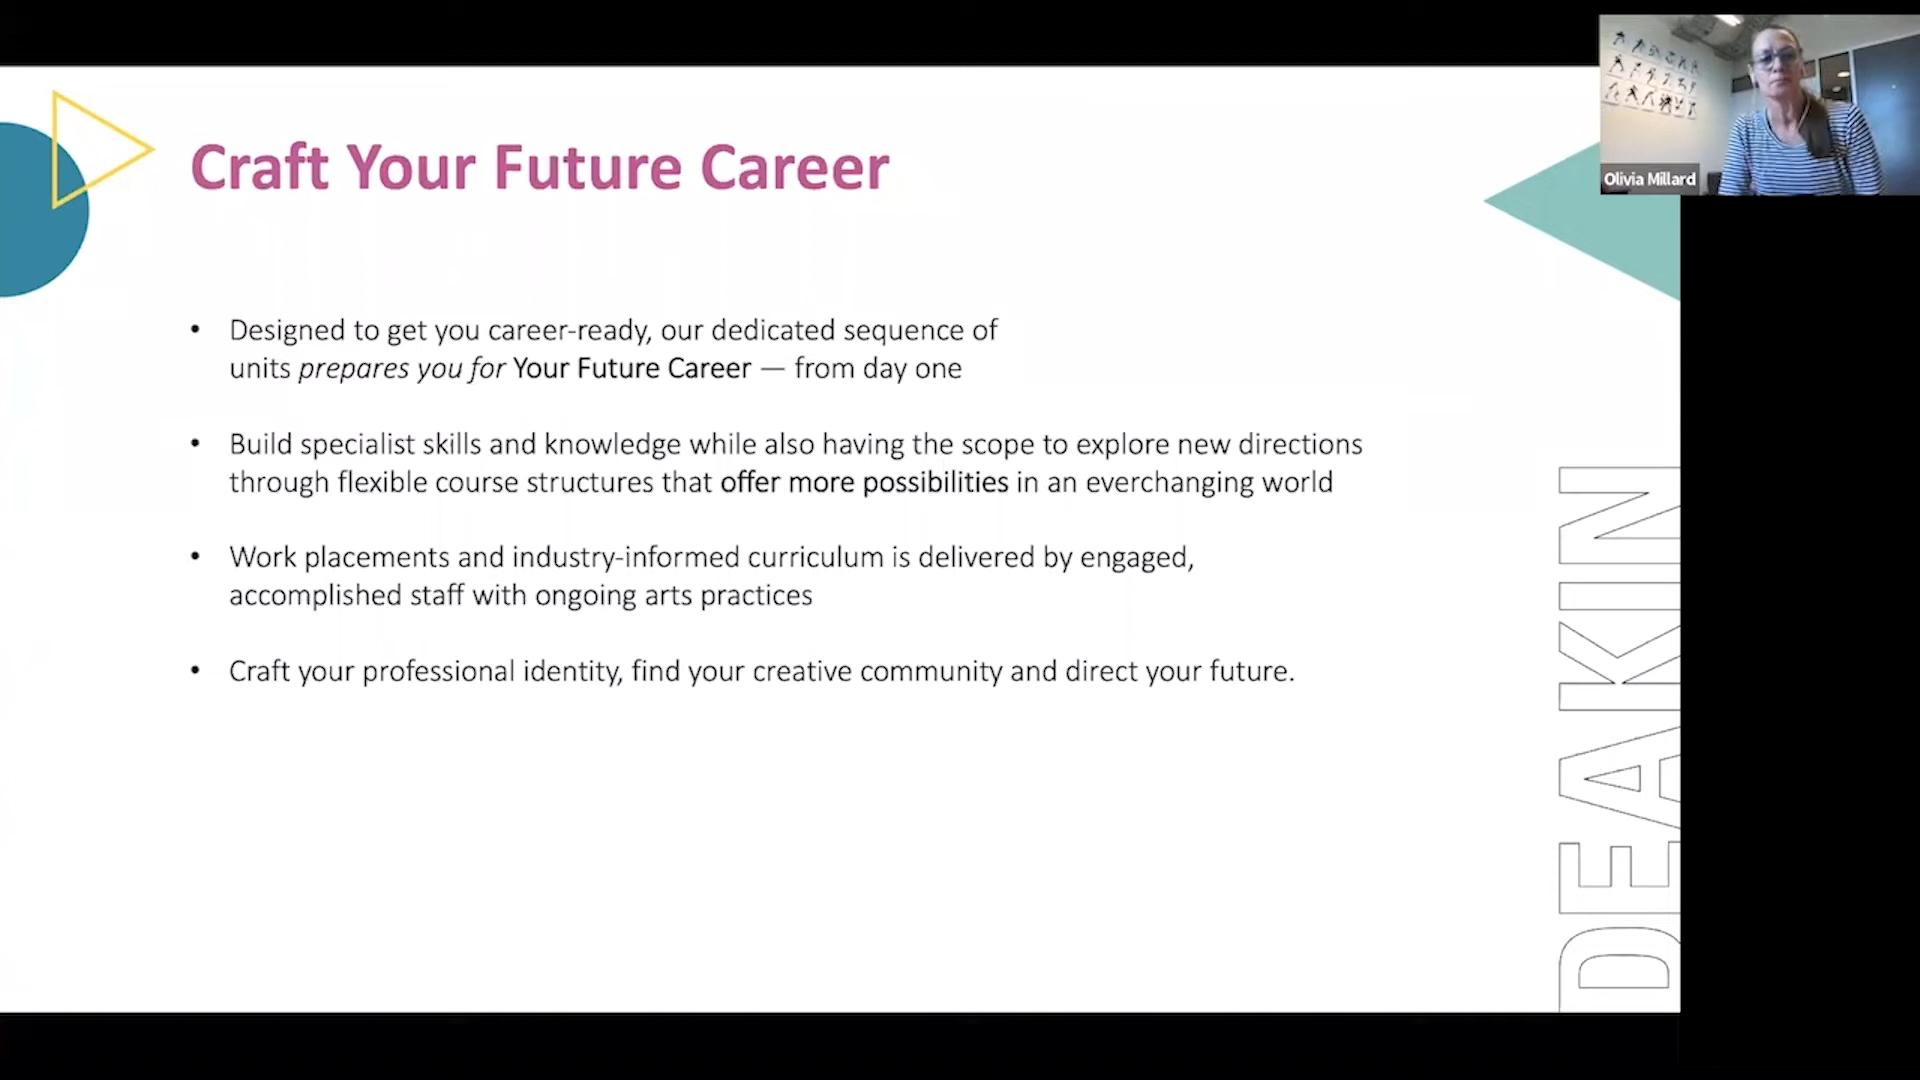 Craft Your Future Career
Olivia Millard
• Designed to get you career-ready, our dedicated sequence of
units prepares you for Your Future Career — from day one
• Build specialist skills and knowledge while also having the scope to explore new directions
through flexible course structures that offer more possibilities in an everchanging world
• Work placements and industry-informed curriculum is delivered by engaged,
accomplished staff with ongoing arts practices
• Craft your professional identity, find your creative community and direct your future.
DEAKIN